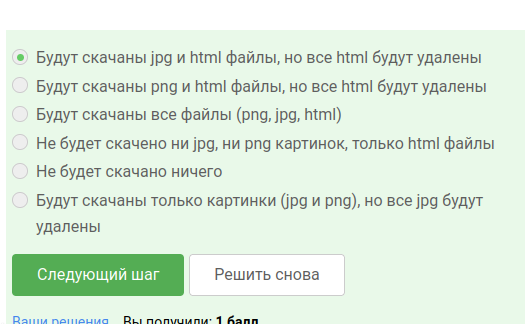 Будут скачаны jpg и html файлы, но все html будут удалены
Будут скачаны png и html файлы, но все html будут удалены
Будут скачаны все файлы (png, jpg, html)
Не будет скачено ни jpg, ни png картинок, только html файлы
Не будет скачано ничего
Будут скачаны только картинки (jpg и png), но все jpg будут
удалены
Следующий шаг Решить снова
Ваши решения Вы получили: 1 балл